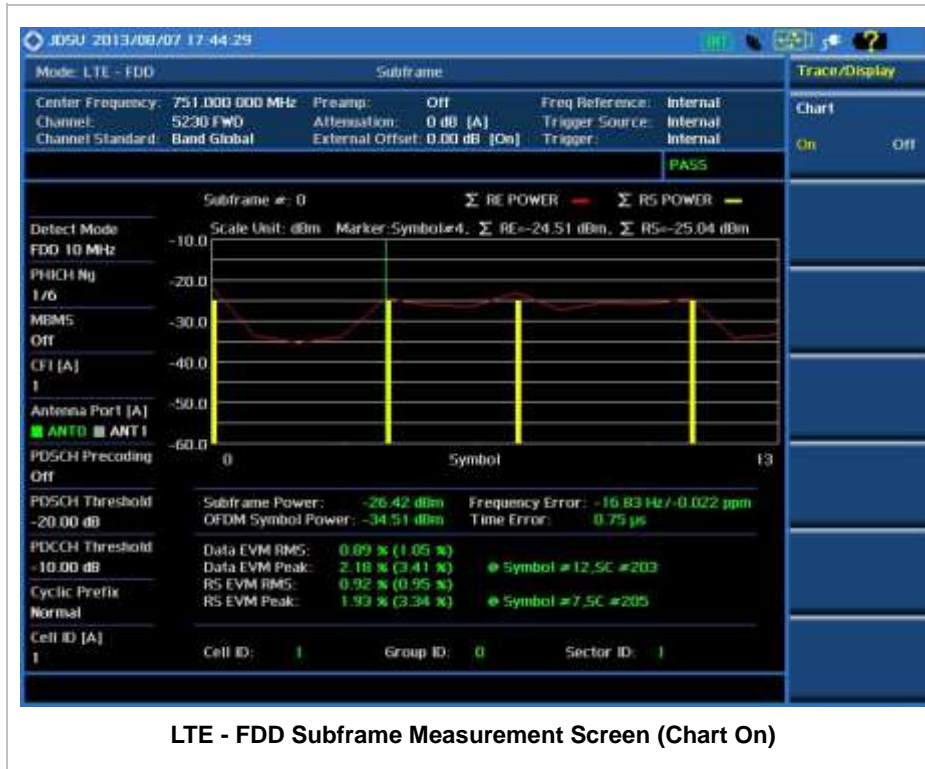 JDSU 2013/08/07 17:44:29
Mode: LTE - FDD Subframe Trace/Display
Center Frequency: 751.000 000 MHz Preamp: Off Freq Reference: Internal
Channel: 5230 FWD Attenuation: 0 dB [A] Trigger Source: Internal
Channel Standard: Band Global External Offset: 0.00 dB [On] Trigger: Internal
Chart
On Off
PASS
Subframe #: 0 Σ RE POWER Σ RS POWER
Scale Unit: dBm Marker:Symbol#4, Σ RE=-24.51 dBm, Σ RS=-25.04 dBm
Detect Mode
FDD 10 MHz
PHICH Ng
1/6
MBMS
Off
CFI [A]
1
Antenna Port [A]
ANT0 ANT1
PDSCH Precoding
Off
PDSCH Threshold
-20.00 dB
PDCCH Threshold
-10.00 dB
Cyclic Prefix
Normal
Cell ID [A]
1
-10.0
-20.0
-30.0
-40.0
-50.0
-60.0
0 Symbol 13
Subframe Power: -26.42 dBm Frequency Error: -16.83 Hz/-0.022 ppm
OFDM Symbol Power: -34.51 dBm Time Error: 0.75 µs
Data EVM RMS: 0.89 % (1.05 %)
Data EVM Peak: 2.18 % (3.41 %) @ Symbol #12,SC #203
RS EVM RMS: 0.92 % (0.95 %)
RS EVM Peak: 1.93 % (3.34 %) @ Symbol #7,SC #205
Cell ID: 1 Group ID: 0 Sector ID: 1
LTE - FDD Subframe Measurement Screen (Chart On)